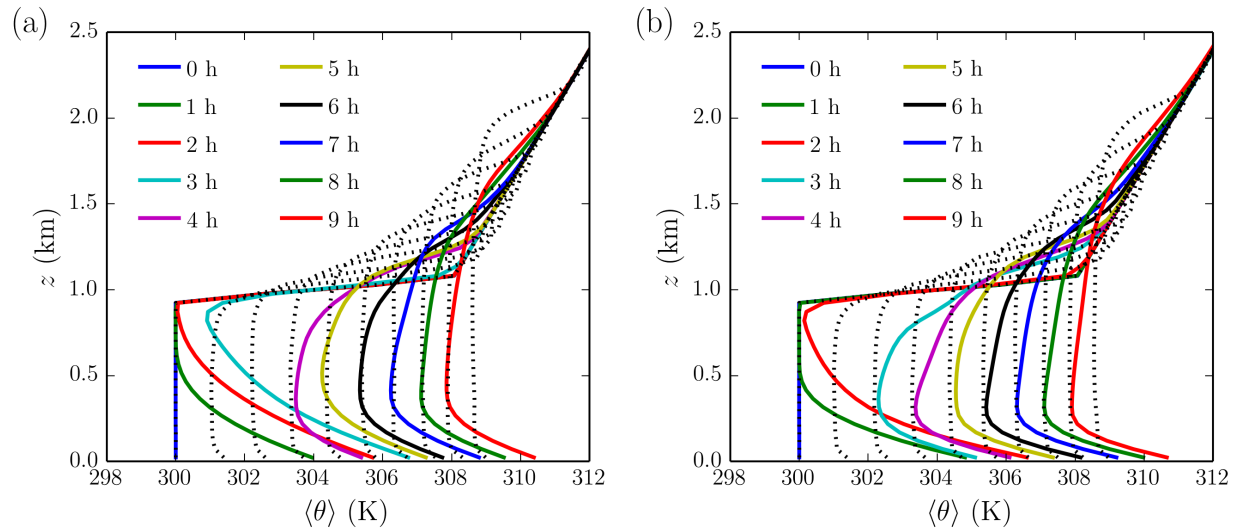 (a)
2.5
2.0
1.5
1.0
0.5
0.0
z (km)
0 h
1 h
2 h
3 h
4 h
5 h
6 h
7 h
8 h
9 h
298 300 302 304 306 308 310 312
⟨θ⟩ (K)
(b)
2.5
2.0
1.5
1.0
0.5
0.0
z (km)
0 h
1 h
2 h
3 h
4 h
5 h
6 h
7 h
8 h
9 h
298 300 302 304 306 308 310 312
⟨θ⟩ (K)